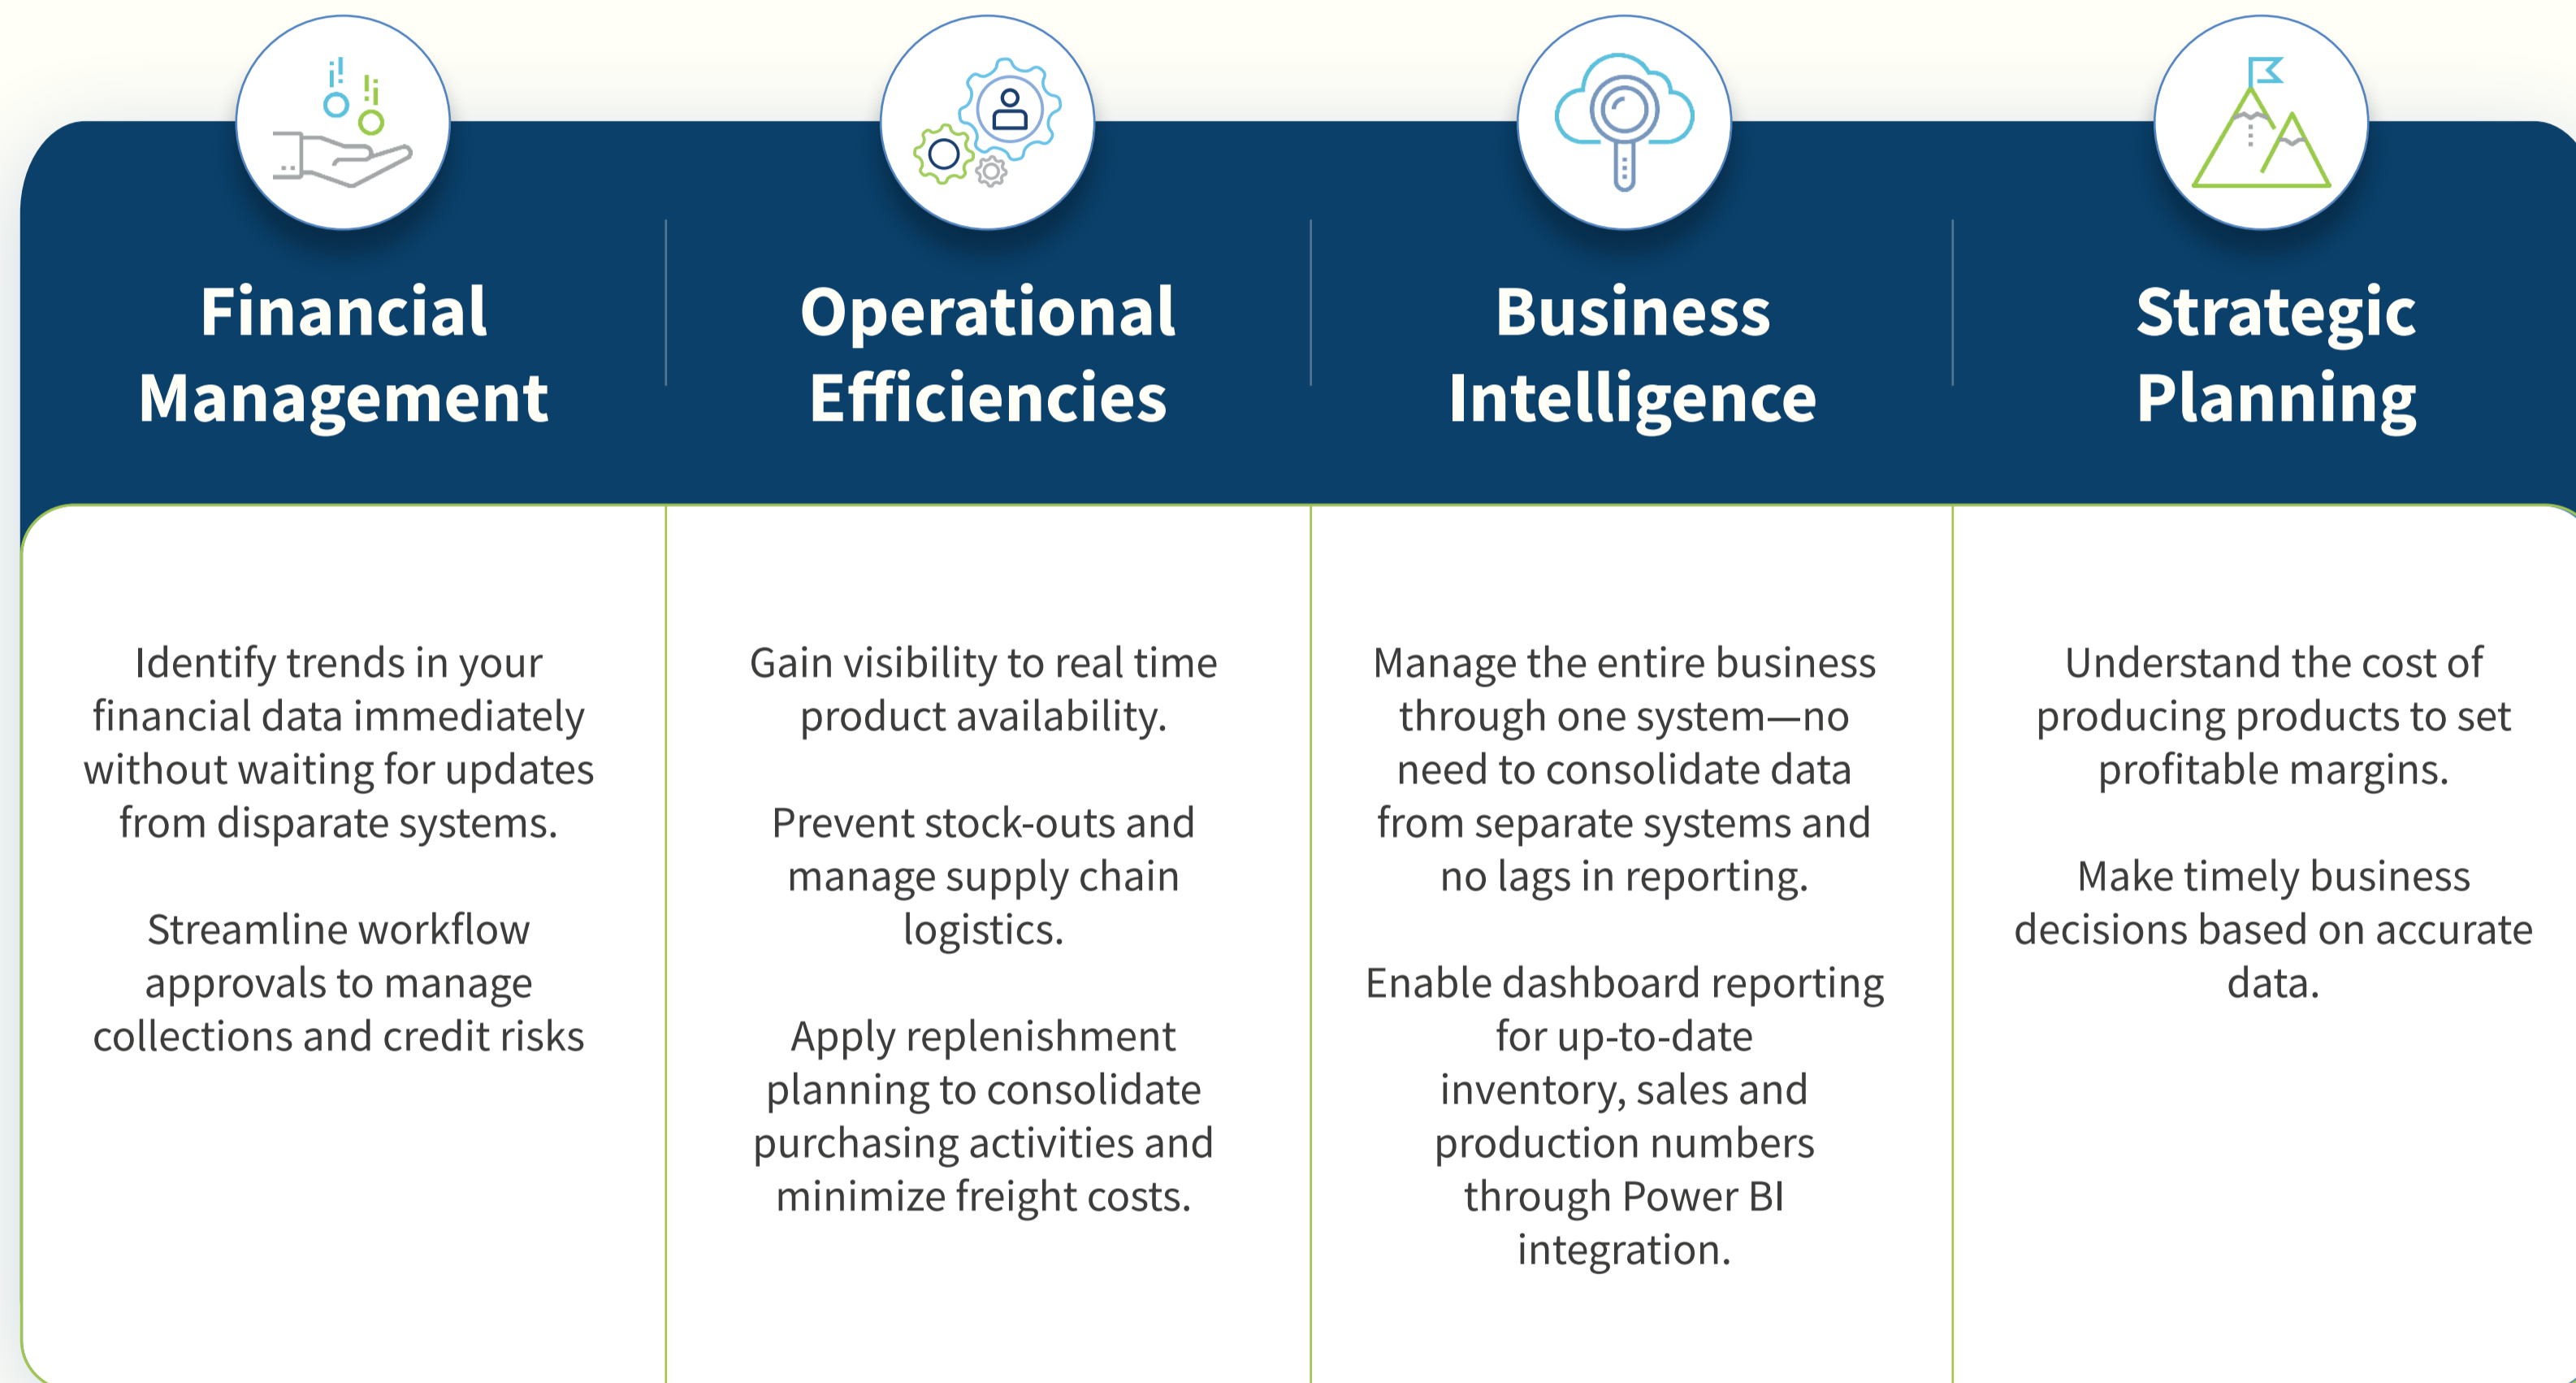 Financial
Management
Operational
Efficiencies
Business
Intelligence
Strategic
Planning
Identify trends in your
financial data immediately
without waiting for updates
from disparate systems.
Streamline workflow
approvals to manage
collections and credit risks
Gain visibility to real time
product availability.
Prevent stock-outs and
manage supply chain
logistics.
Apply replenishment
planning to consolidate
purchasing activities and
minimize freight costs.
Manage the entire business
through one system—no
need to consolidate data
from separate systems and
no lags in reporting.
Enable dashboard reporting
for up-to-date
inventory, sales and
production numbers
through Power BI
integration.
Understand the cost of
producing products to set
profitable margins.
Make timely business
decisions based on accurate
data.